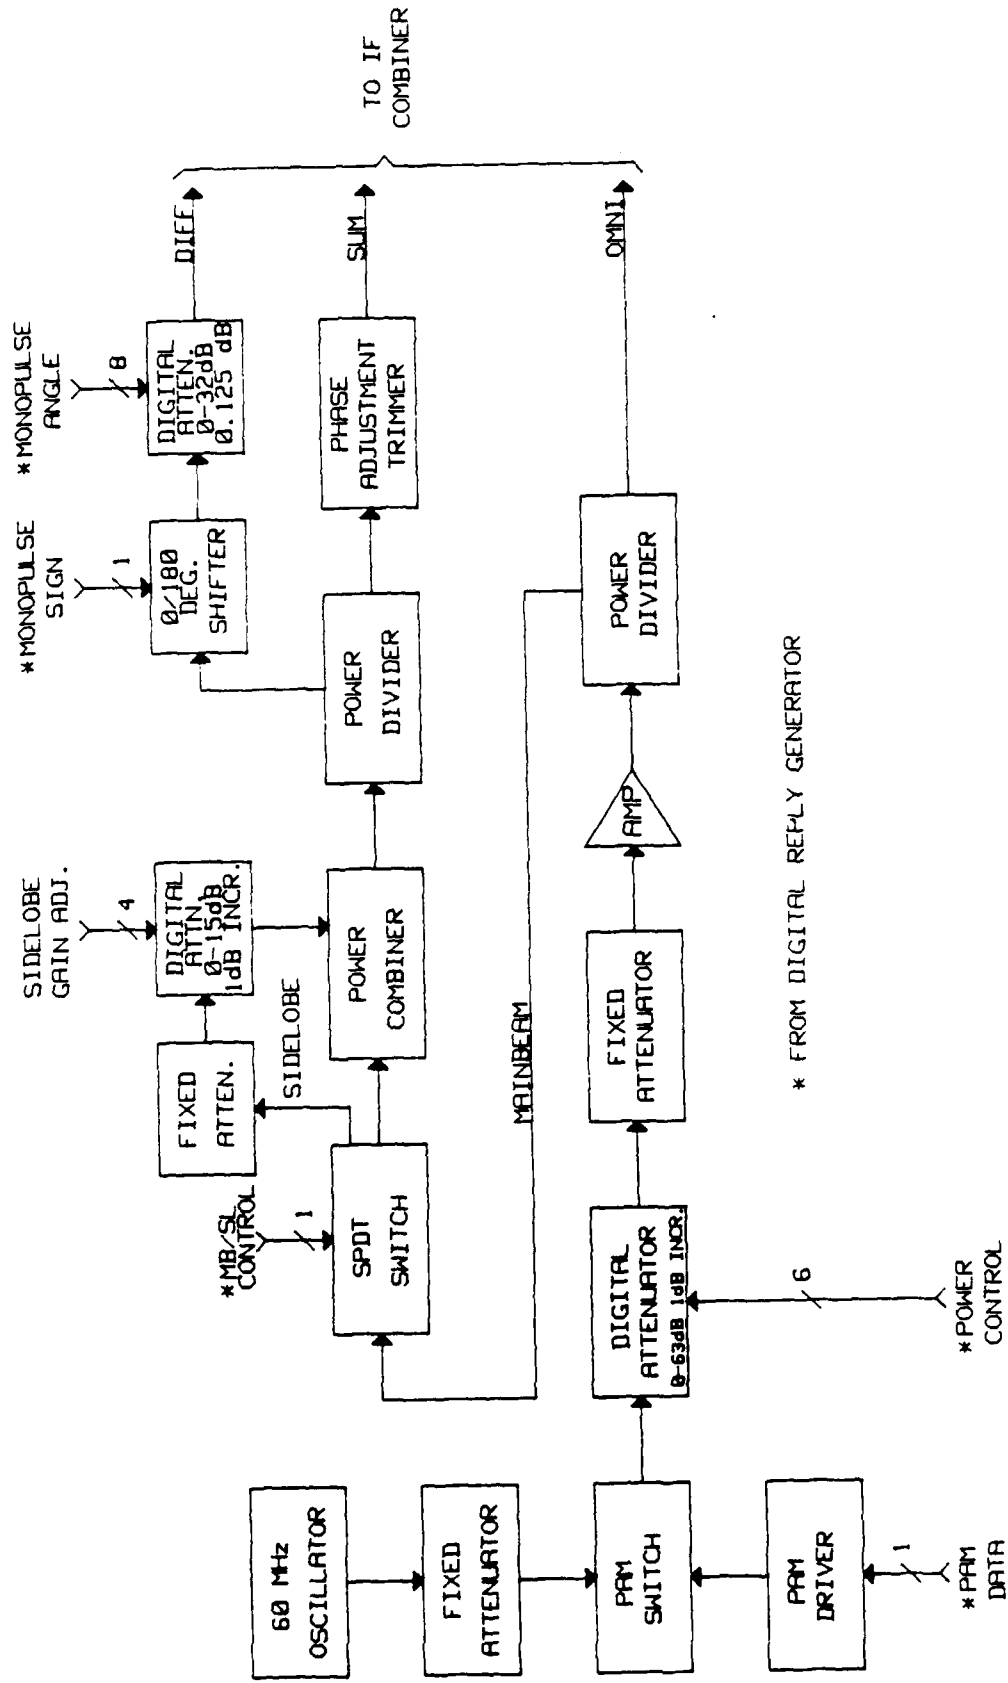 SIDELOBE
GAIN ADJ.
4
*MONOPULSE
SIGN
1
*MONOPULSE
ANGLE
8
FIXED
ATTEN.
DIGITAL
ATTN.
0-15dB
1dB INCR.
0/180
DEG.
SHIFTER
DIGITAL
ATTEN.
0-32dB
0.125 dB
DIFF
*MB/SL
CONTROL
1
SIDELOBE
SPDT
SWITCH
POWER
COMBINER
POWER
DIVIDER
PHASE
ADJUSTMENT
TRIMMER
SUM
TO IF
COMBINER
60 MHz
OSCILLATOR
FIXED
ATTENUATOR
MAINBEAM
PAM
SWITCH
DIGITAL
ATTENUATOR
0-63dB 1dB INCR.
FIXED
ATTENUATOR
AMP
POWER
DIVIDER
OMNI
PAM
DRIVER
6
1
*PAM
DATA
*POWER
CONTROL
* FROM DIGITAL REPLY GENERATOR